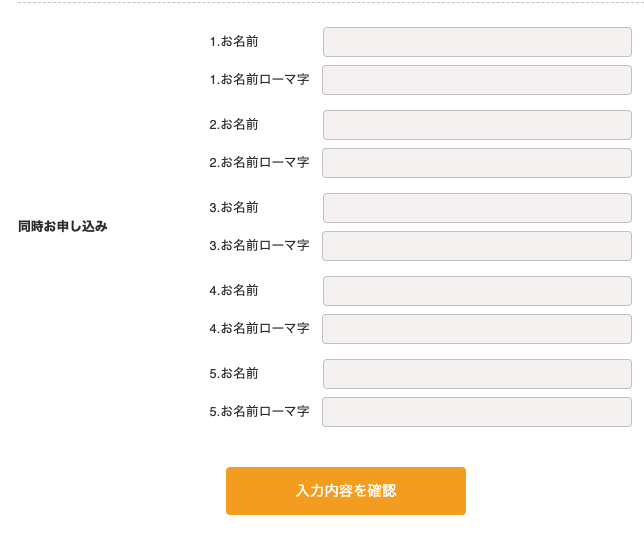 1.お名前
1.お名前ローマ字
2.お名前
2.お名前ローマ字
3.お名前
同時お申し込み
3.お名前ローマ字
4.お名前
4.お名前ローマ字
5.お名前
5.お名前ローマ字
入力内容を確認